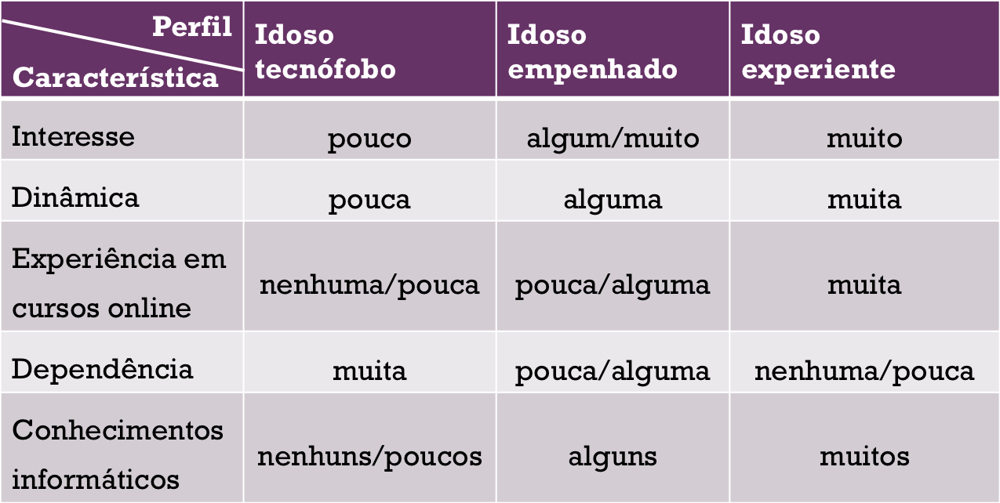 Perfil
Característica
Idoso
tecnófobo
Idoso
empenhado
Idoso
experiente
Interesse
pouco
algum/muito
muito
Dinâmica
pouca
alguma
muita
Experiência em
cursos online
nenhuma/pouca
pouca/alguma
muita
Dependência
muita
pouca/alguma
nenhuma/pouca
Conhecimentos
informáticos
nenhuns/poucos
alguns
muitos